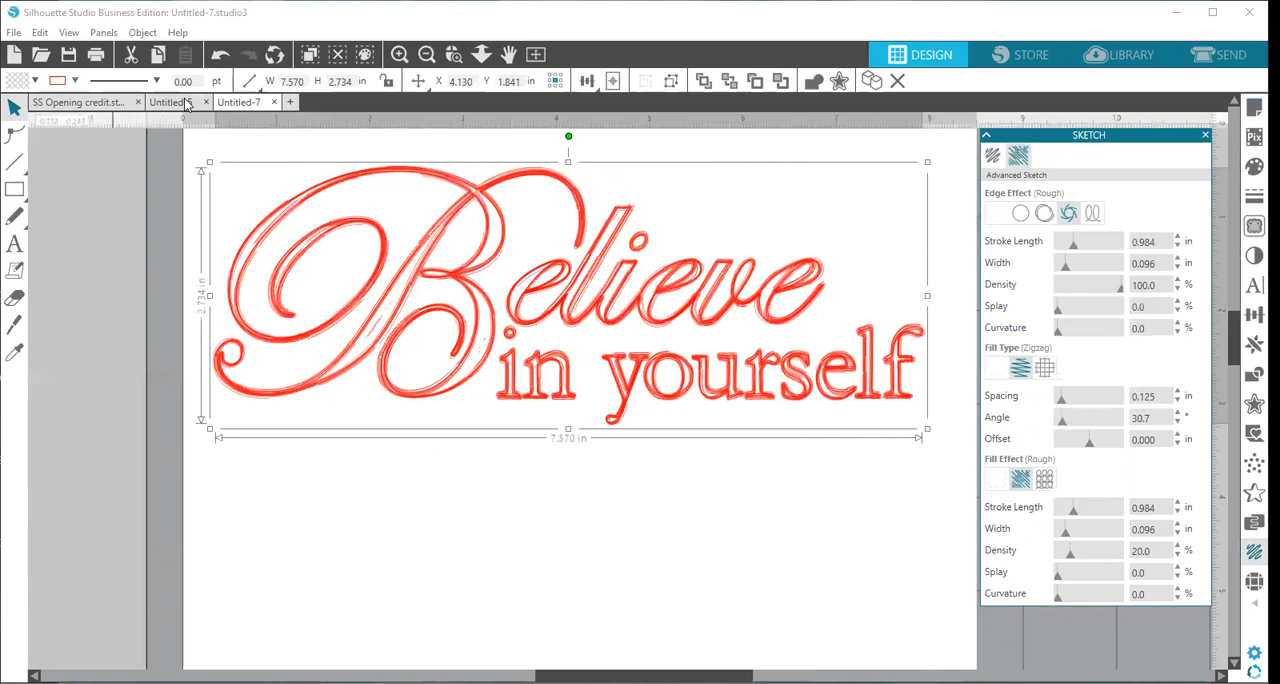 Silhouette Studio Business Edition: Untitled-7.studio3
File Edit View Panels Object Help
DESIGN STORE LIBRARY SEND
0.00 pt W 7.570 H 2.734 in X 4.130 Y 1.841 in
SS Opening credit.st... Untitled-7
SKETCH
Advanced Sketch
Edge Effect (Rough)
Stroke Length 0.984 in
Width 0.096 in
Density 100.0 %
Splay 0.0 %
Curvature 0.0 %
Fill Type (Zigzag)
Spacing 0.125 in
Angle 30.7 °
Offset 0.000 in
Fill Effect (Rough)
Stroke Length 0.984 in
Width 0.096 in
Density 20.0 %
Splay 0.0 %
Curvature 0.0 %
Believe
in yourself
2.734 in
7.570 in